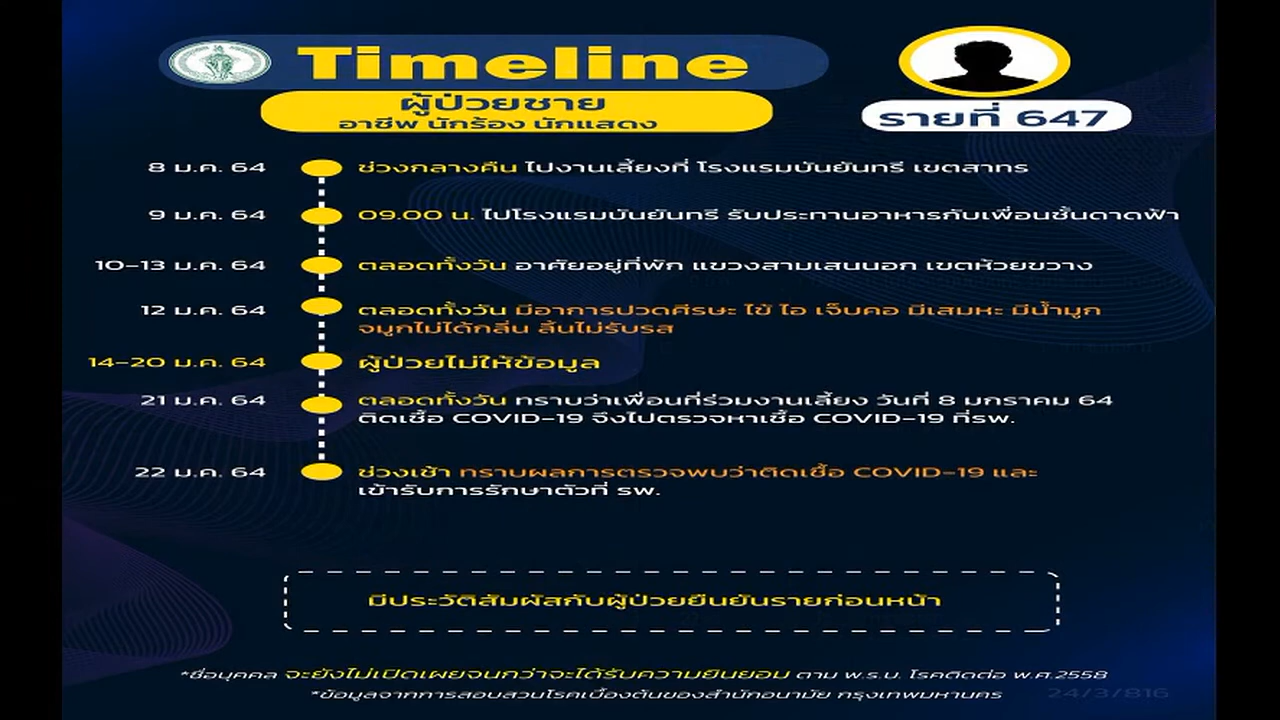 Timeline
ผู้ป่วยชาย
อาชีพ นักร้อง นักแสดง
รายที่ 647
8 ม.ค. 64 ช่วงกลางคืน ไปงานเลี้ยงที่ โรงแรมบันยันทรี เขตสาทร
9 ม.ค. 64 09.00 น. ไปโรงแรมบันยันทรี รับประทานอาหารกับเพื่อนชั้นดาดฟ้า
10-13 ม.ค. 64 ตลอดทั้งวัน อาศัยอยู่ที่พัก แขวงสามเสนนอก เขตห้วยขวาง
12 ม.ค. 64 ตลอดทั้งวัน มีอาการปวดศีรษะ ไข้ ไอ เจ็บคอ มีเสมหะ มีน้ำมูก
จมูกไม่ได้กลิ่น ลิ้นไม่รับรส
14-20 ม.ค. 64 ผู้ป่วยไม่ให้ข้อมูล
21 ม.ค. 64 ตลอดทั้งวัน ทราบว่าเพื่อนที่ร่วมงานเลี้ยง วันที่ 8 มกราคม 64
ติดเชื้อ COVID-19 จึงไปตรวจหาเชื้อ COVID-19 ที่รพ.
22 ม.ค. 64 ช่วงเช้า ทราบผลการตรวจพบว่าติดเชื้อ COVID-19 และ
เข้ารับการรักษาตัวที่ รพ.
มีประวัติสัมผัสกับผู้ป่วยยืนยันรายก่อนหน้า
*ชื่อบุคคล จะยังไม่เปิดเผยจนกว่าจะได้รับความยินยอม ตาม พ.ร.บ. โรคติดต่อ พ.ศ.2558
*ข้อมูลจากการสอบสวนโรคเบื้องต้นของสำนักอนามัย กรุงเทพมหานคร
24/3/816